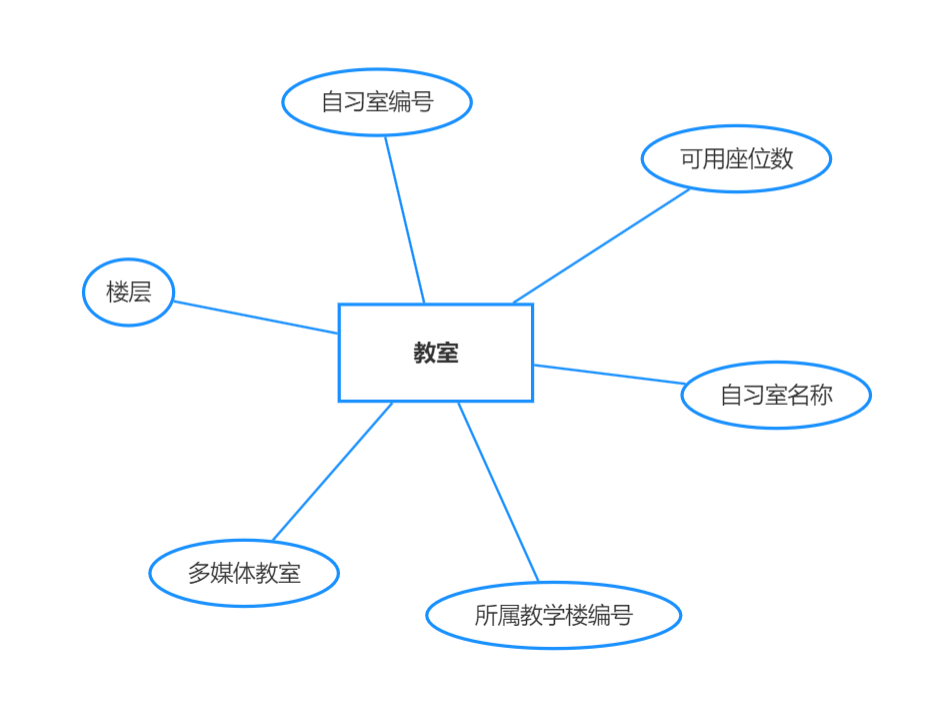 自习室编号
可用座位数
楼层
教室
自习室名称
多媒体教室
所属教学楼编号